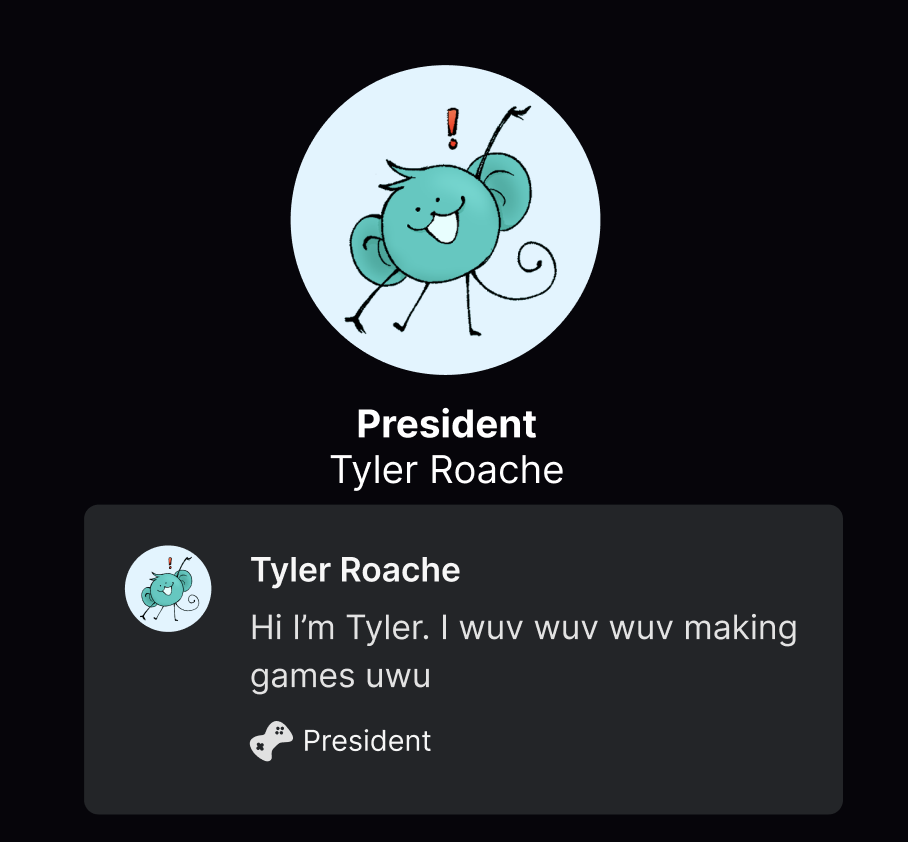 !
President
Tyler Roache
!
Tyler Roache
Hi I’m Tyler. I wuv wuv wuv making
games uwu
President